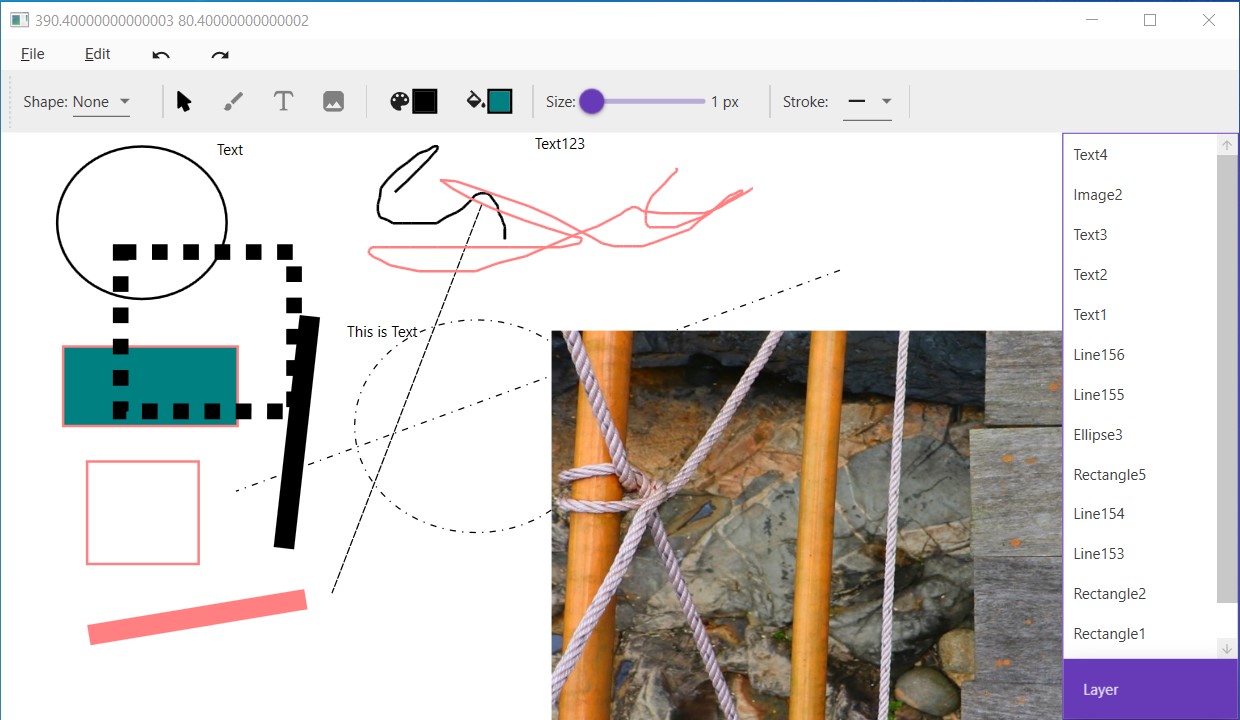 390.40000000000003 80.40000000000002
File Edit
Shape: None Size: 1 px Stroke:
Text
Text123
This is Text
Text4
Image2
Text3
Text2
Text1
Line156
Line155
Ellipse3
Rectangle5
Line154
Line153
Rectangle2
Rectangle1
Layer